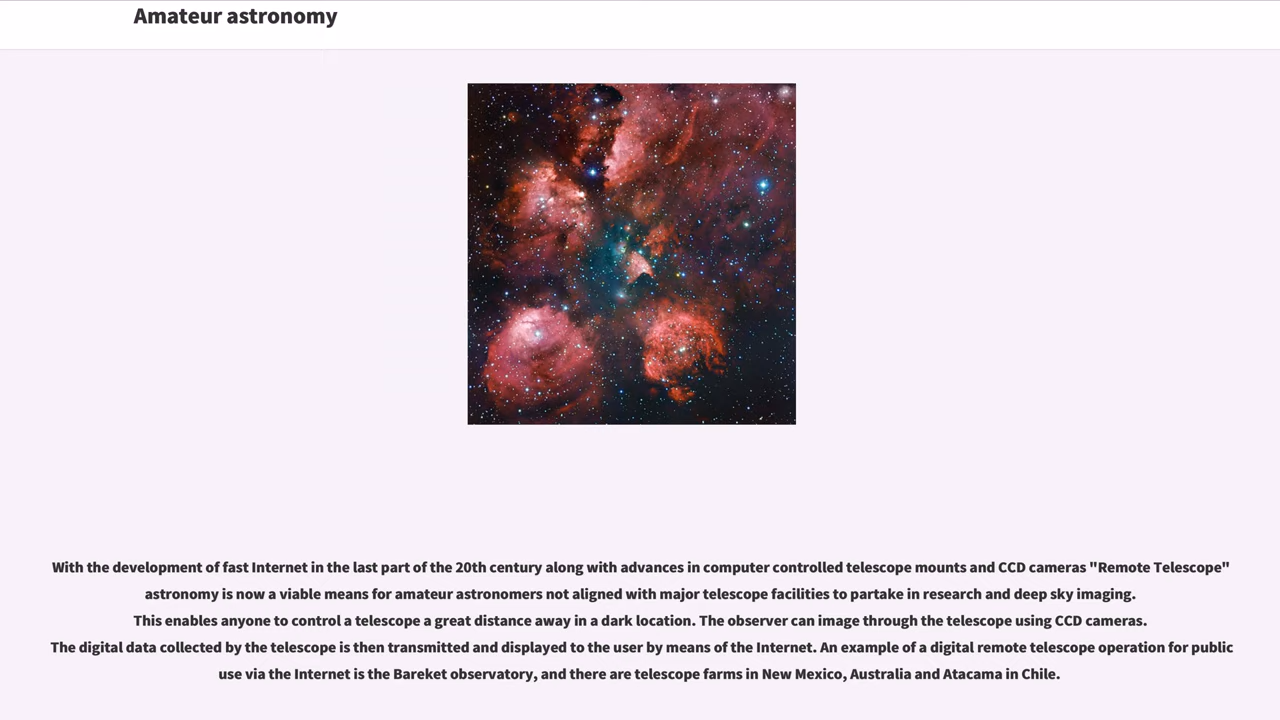 Amateur astronomy
With the development of fast Internet in the last part of the 20th century along with advances in computer controlled telescope mounts and CCD cameras "Remote Telescope"
astronomy is now a viable means for amateur astronomers not aligned with major telescope facilities to partake in research and deep sky imaging.
This enables anyone to control a telescope a great distance away in a dark location. The observer can image through the telescope using CCD cameras.
The digital data collected by the telescope is then transmitted and displayed to the user by means of the Internet. An example of a digital remote telescope operation for public
use via the Internet is the Bareket observatory, and there are telescope farms in New Mexico, Australia and Atacama in Chile.